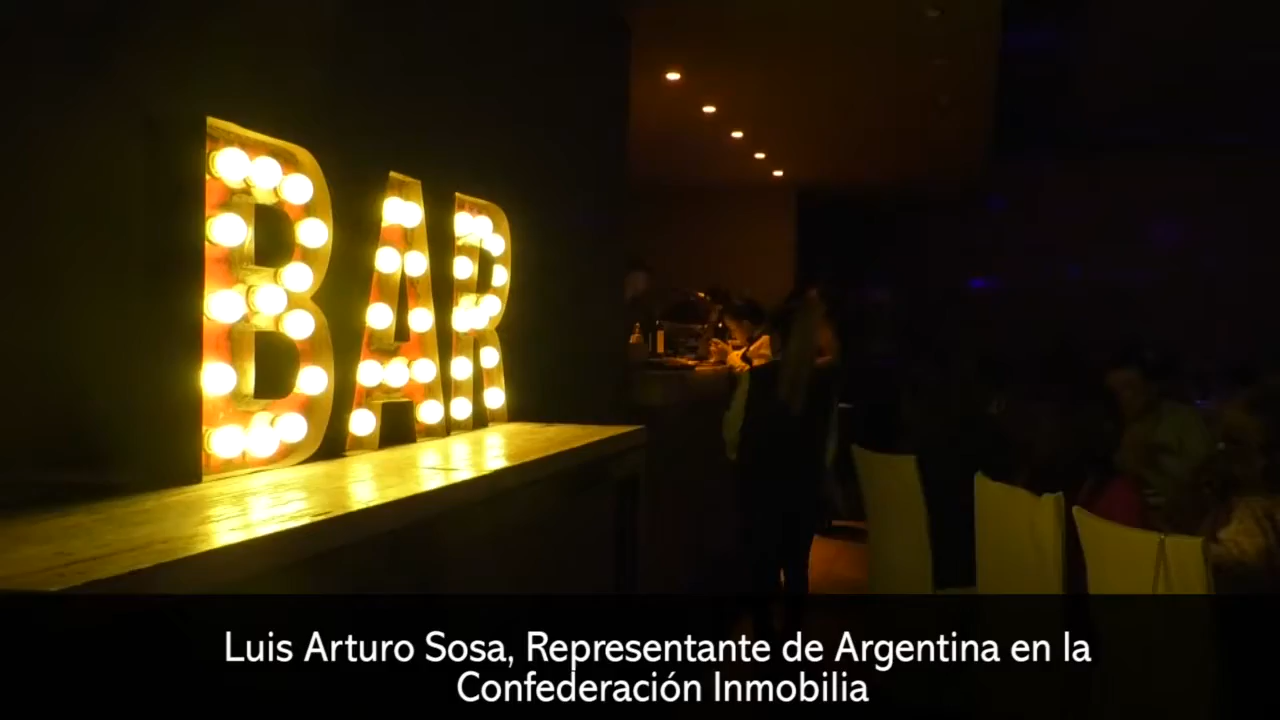 BAR
Luis Arturo Sosa, Representante de Argentina en la
Confederación Inmobilia